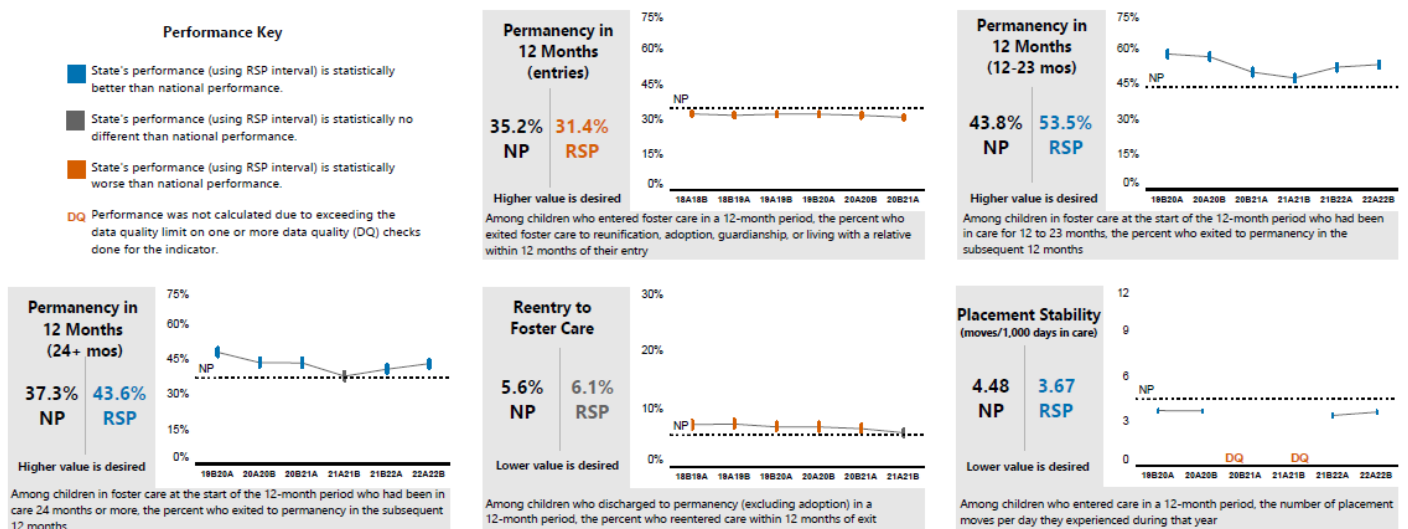 Performance Key
State's performance (using RSP interval) is statistically
better than national performance.
State's performance (using RSP interval) is statistically no
different than national performance.
State's performance (using RSP interval) is statistically
worse than national performance.
DQ Performance was not calculated due to exceeding the
data quality limit on one or more data quality (DQ) checks
done for the indicator.
Permanency in
12 Months
(entries)
35.2% 31.4%
NP RSP
Higher value is desired
75%
60%
45%
NP
30%
15%
0%
18A18B 18B19A 19A19B 19B20A 20A20B 20B21A
Among children who entered foster care in a 12-month period, the percent who
exited foster care to reunification, adoption, guardianship, or living with a relative
within 12 months of their entry
Permanency in
12 Months
(12-23 mos)
43.8% 53.5%
NP RSP
Higher value is desired
75%
60%
45%
NP
30%
15%
0%
19B20A 20A20B 20B21A 21A21B 21B22A 22A22B
Among children in foster care at the start of the 12-month period who had been
in care for 12 to 23 months, the percent who exited to permanency in the
subsequent 12 months
Permanency in
12 Months
(24+ mos)
37.3% 43.6%
NP RSP
Higher value is desired
75%
60%
45%
NP
30%
15%
0%
19B20A 20A20B 20B21A 21A21B 21B22A 22A22B
Among children in foster care at the start of the 12-month period who had been in
care 24 months or more, the percent who exited to permanency in the subsequent
12 months
Reentry to
Foster Care
5.6% 6.1%
NP RSP
Lower value is desired
30%
20%
10%
NP
0%
18B19A 19A19B 19B20A 20A20B 20B21A 21A21B
Among children who discharged to permanency (excluding adoption) in a
12-month period, the percent who reentered care within 12 months of exit
Placement Stability
(moves/1,000 days in care)
4.48 3.67
NP RSP
Lower value is desired
12
9
6
NP
3
0
DQ DQ
19B20A 20A20B 20B21A 21A21B 21B22A 22A22B
Among children who entered care in a 12-month period, the number of placement
moves per day they experienced during that year